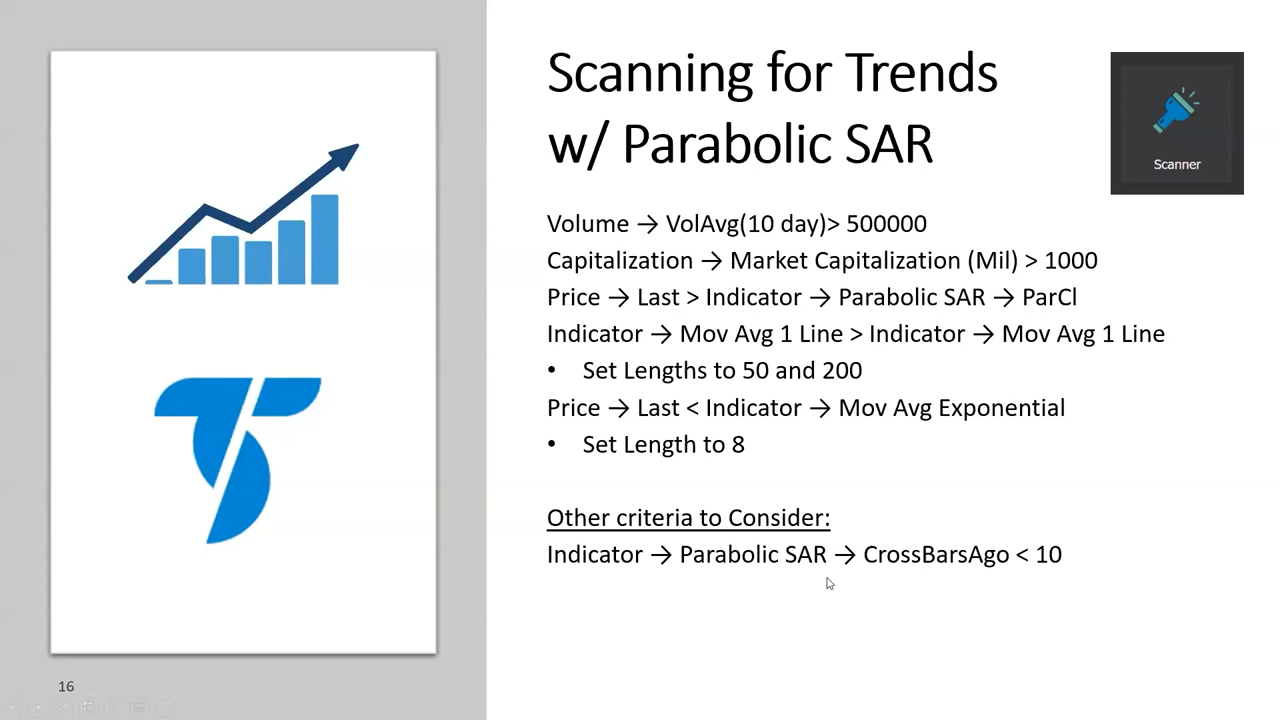 Scanning for Trends
w/ Parabolic SAR
Scanner
Volume → VolAvg(10 day)> 500000
Capitalization → Market Capitalization (Mil) > 1000
Price → Last > Indicator → Parabolic SAR → ParCl
Indicator → Mov Avg 1 Line > Indicator → Mov Avg 1 Line
• Set Lengths to 50 and 200
Price → Last < Indicator → Mov Avg Exponential
• Set Length to 8
Other criteria to Consider:
Indicator → Parabolic SAR → CrossBarsAgo < 10
16